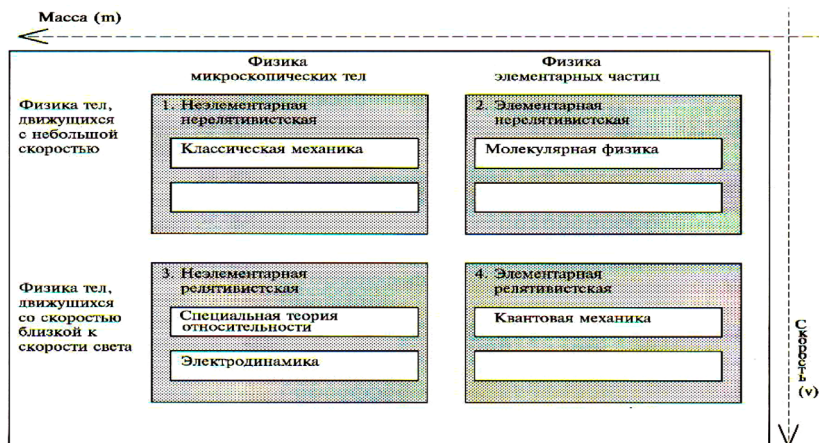 Масса (m)
Физика
микроскопических тел
Физика
элементарных частиц
Физика тел,
движущихся
с небольшой
скоростью
1. Неэлементарная
нерелятивистская
Классическая механика
2. Элементарная
нерелятивистская
Молекулярная физика
Физика тел,
движущихся
со скоростью
близкой к
скорости света
3. Неэлементарная
релятивистская
Специальная теория
относительности
Электродинамика
4. Элементарная
релятивистская
Квантовая механика
Скорость
(v)